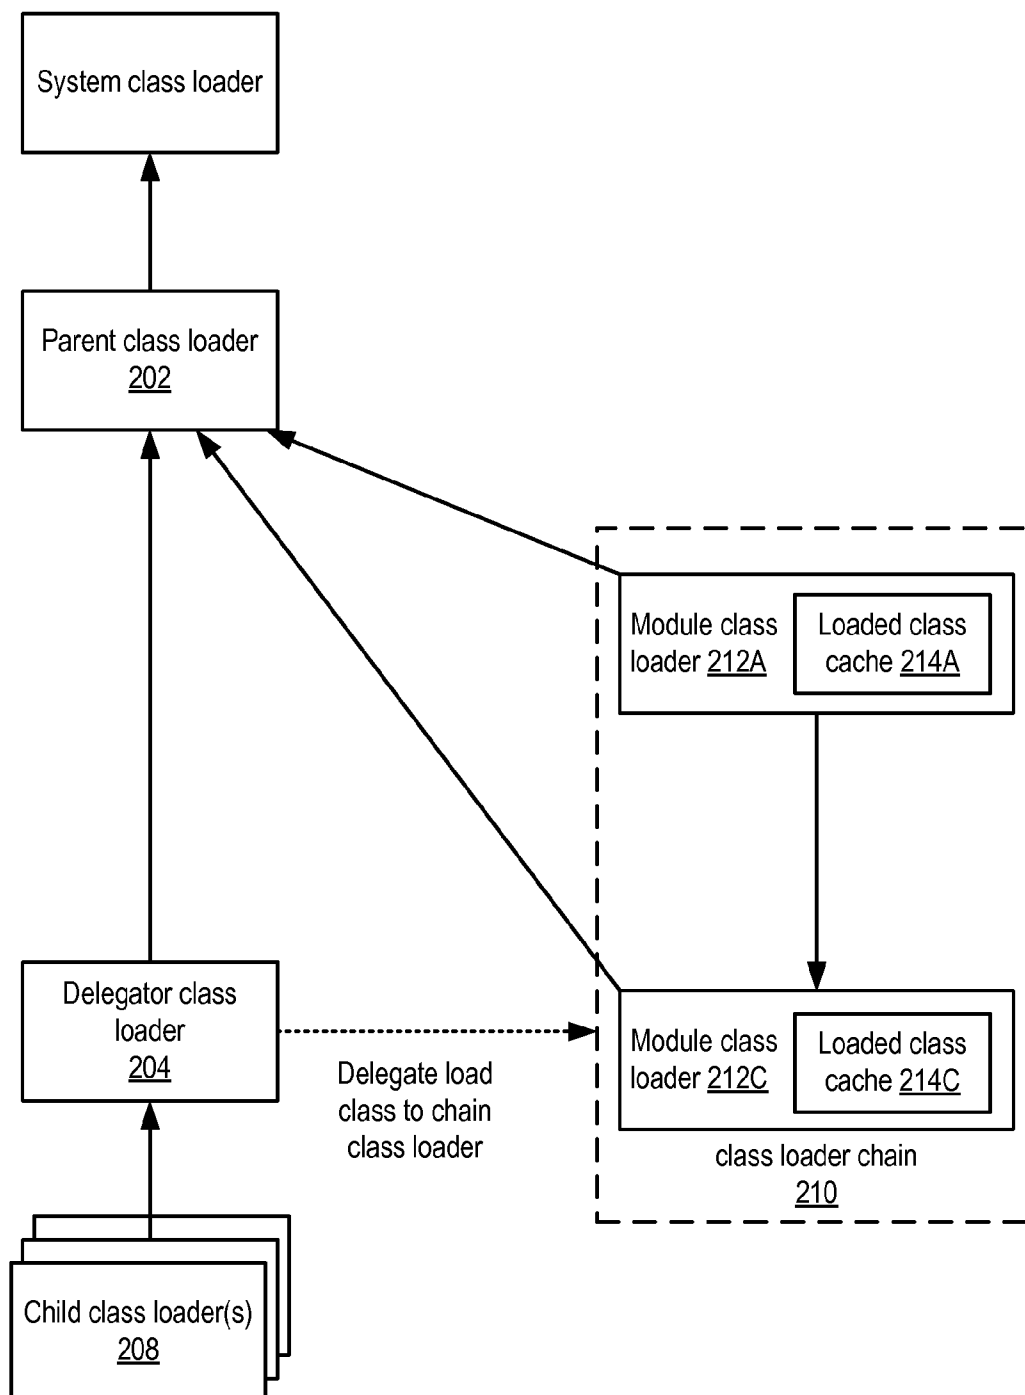 System class loader
Parent class loader
202
Module class
loader 212A
Loaded class
cache 214A
Delegator class
loader
204
Delegate load
class to chain
class loader
Module class
loader 212C
Loaded class
cache 214C
class loader chain
210
Child class loader(s)
208